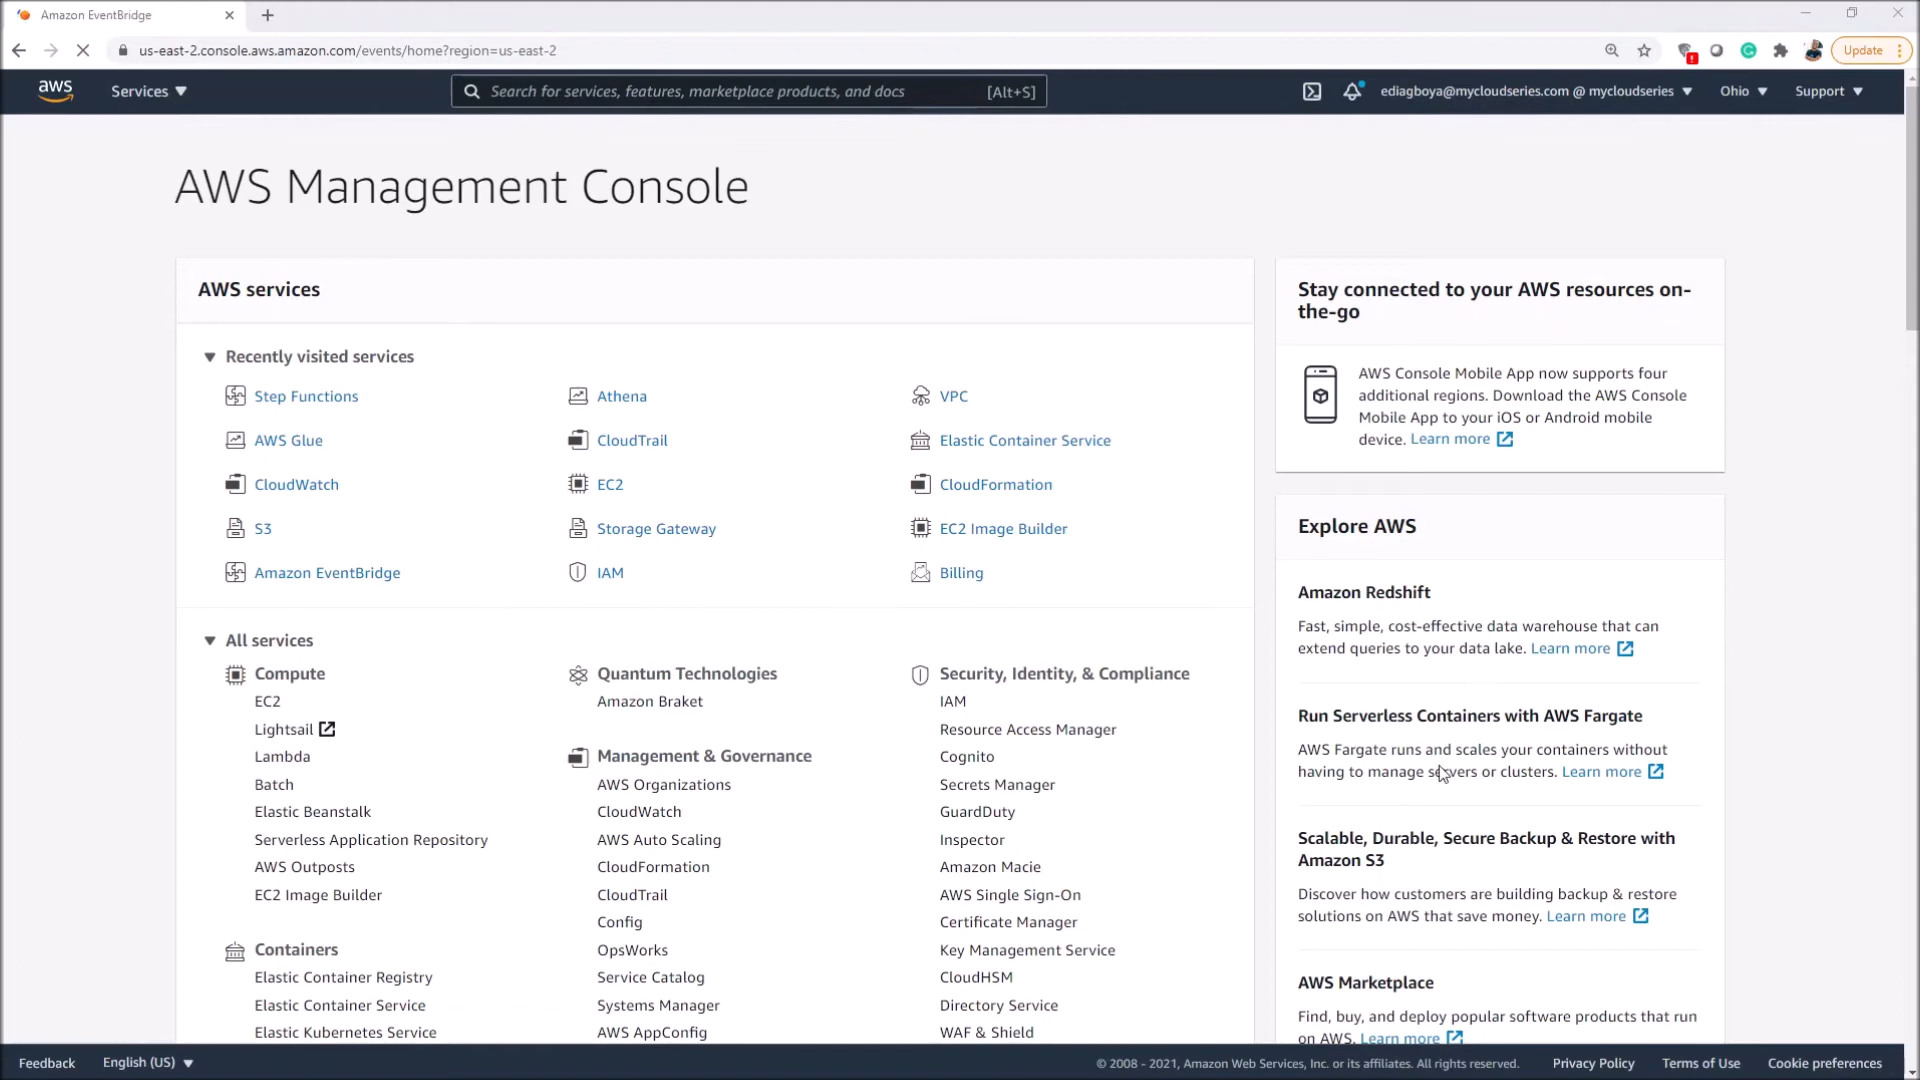 Amazon EventBridge
us-east-2.console.aws.amazon.com/events/home?region=us-east-2
Update
aws
Services
Search for services, features, marketplace products, and docs
[Alt+S]
ediagboya@mycloudseries.com @ mycloudseries
Ohio
Support
AWS Management Console
AWS services
Recently visited services
Step Functions
Athena
VPC
AWS Glue
CloudTrail
Elastic Container Service
CloudWatch
EC2
CloudFormation
S3
Storage Gateway
EC2 Image Builder
Amazon EventBridge
IAM
Billing
All services
Compute
EC2
Lightsail
Lambda
Batch
Elastic Beanstalk
Serverless Application Repository
AWS Outposts
EC2 Image Builder
Containers
Elastic Container Registry
Elastic Container Service
Elastic Kubernetes Service
Quantum Technologies
Amazon Braket
Management & Governance
AWS Organizations
CloudWatch
AWS Auto Scaling
CloudFormation
CloudTrail
Config
OpsWorks
Service Catalog
Systems Manager
AWS AppConfig
Security, Identity, & Compliance
IAM
Resource Access Manager
Cognito
Secrets Manager
GuardDuty
Inspector
Amazon Macie
AWS Single Sign-On
Certificate Manager
Key Management Service
CloudHSM
Directory Service
WAF & Shield
Stay connected to your AWS resources on-
the-go
AWS Console Mobile App now supports four
additional regions. Download the AWS Console
Mobile App to your iOS or Android mobile
device. Learn more
Explore AWS
Amazon Redshift
Fast, simple, cost-effective data warehouse that can
extend queries to your data lake. Learn more
Run Serverless Containers with AWS Fargate
AWS Fargate runs and scales your containers without
having to manage servers or clusters. Learn more
Scalable, Durable, Secure Backup & Restore with
Amazon S3
Discover how customers are building backup & restore
solutions on AWS that save money. Learn more
AWS Marketplace
Find, buy, and deploy popular software products that run
on AWS. Learn more
Feedback
English (US)
© 2008 - 2021, Amazon Web Services, Inc. or its affiliates. All rights reserved.
Privacy Policy
Terms of Use
Cookie preferences